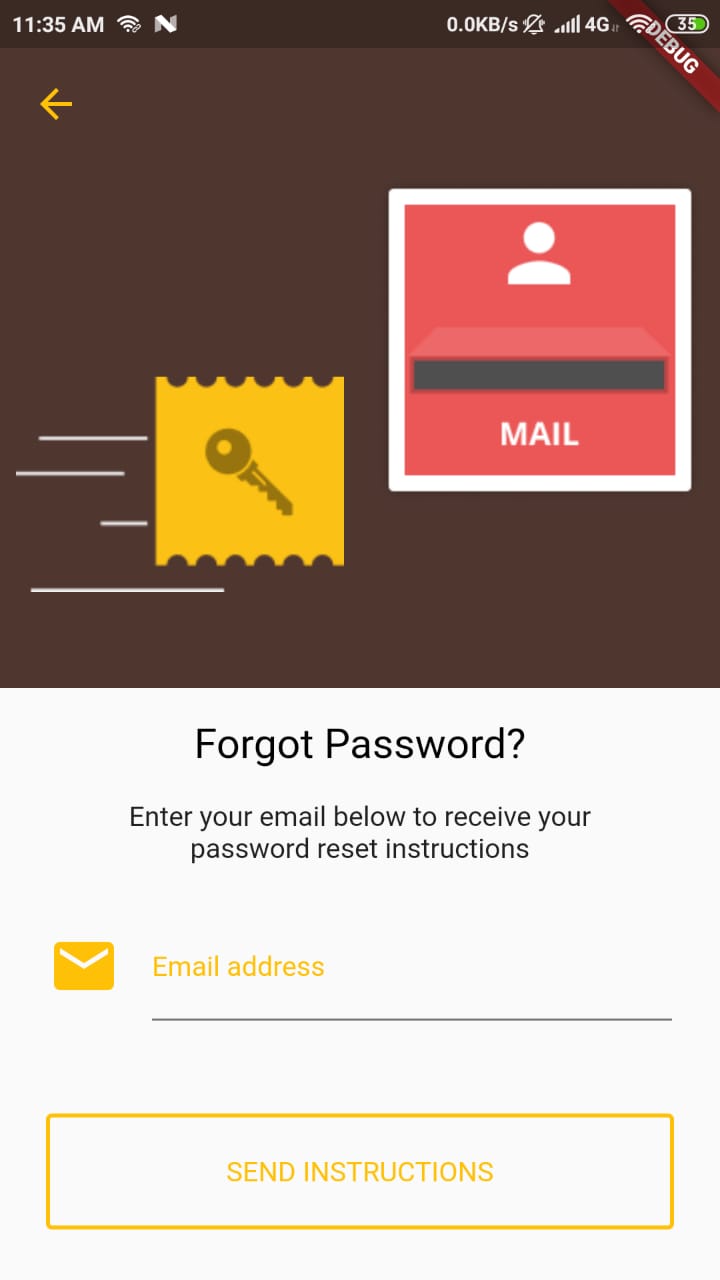 11:35 AM 0.0KB/s 4G 35
DEBUG
MAIL
Forgot Password?
Enter your email below to receive your
password reset instructions
Email address
SEND INSTRUCTIONS